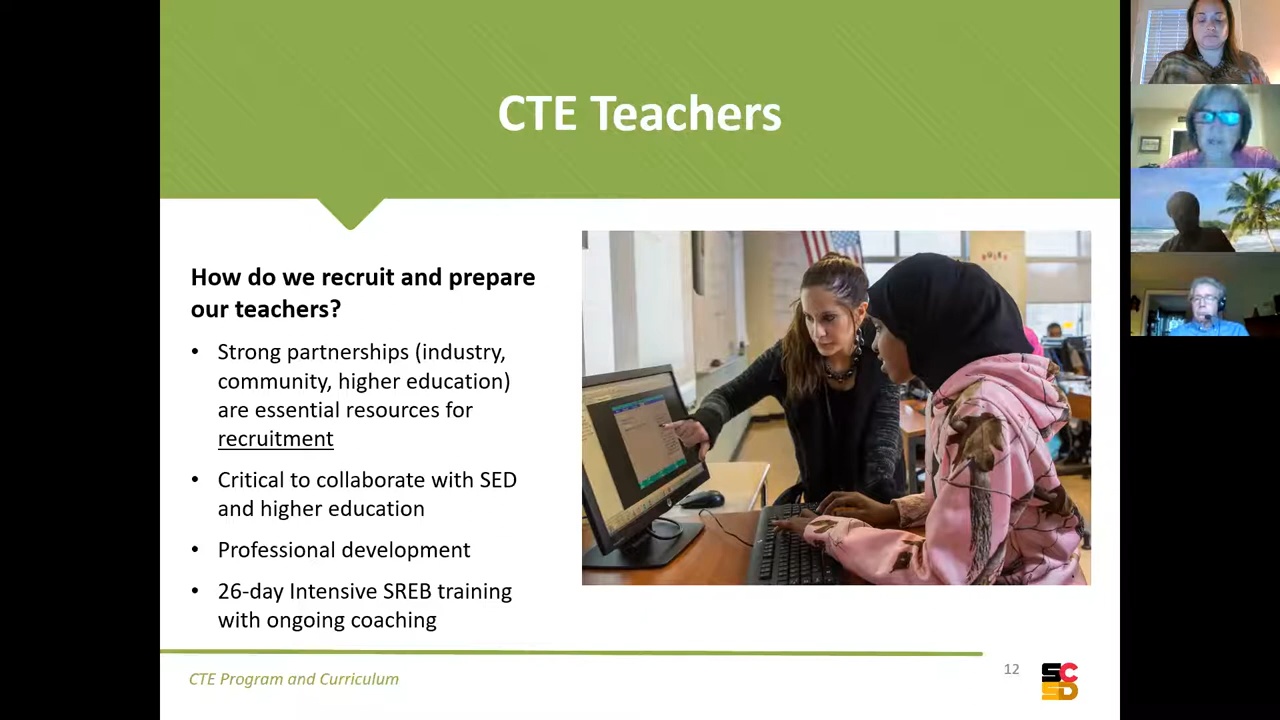 CTE Teachers
How do we recruit and prepare
our teachers?
• Strong partnerships (industry,
community, higher education)
are essential resources for
recruitment
• Critical to collaborate with SED
and higher education
• Professional development
• 26-day Intensive SREB training
with ongoing coaching
CTE Program and Curriculum
12
SC
SD